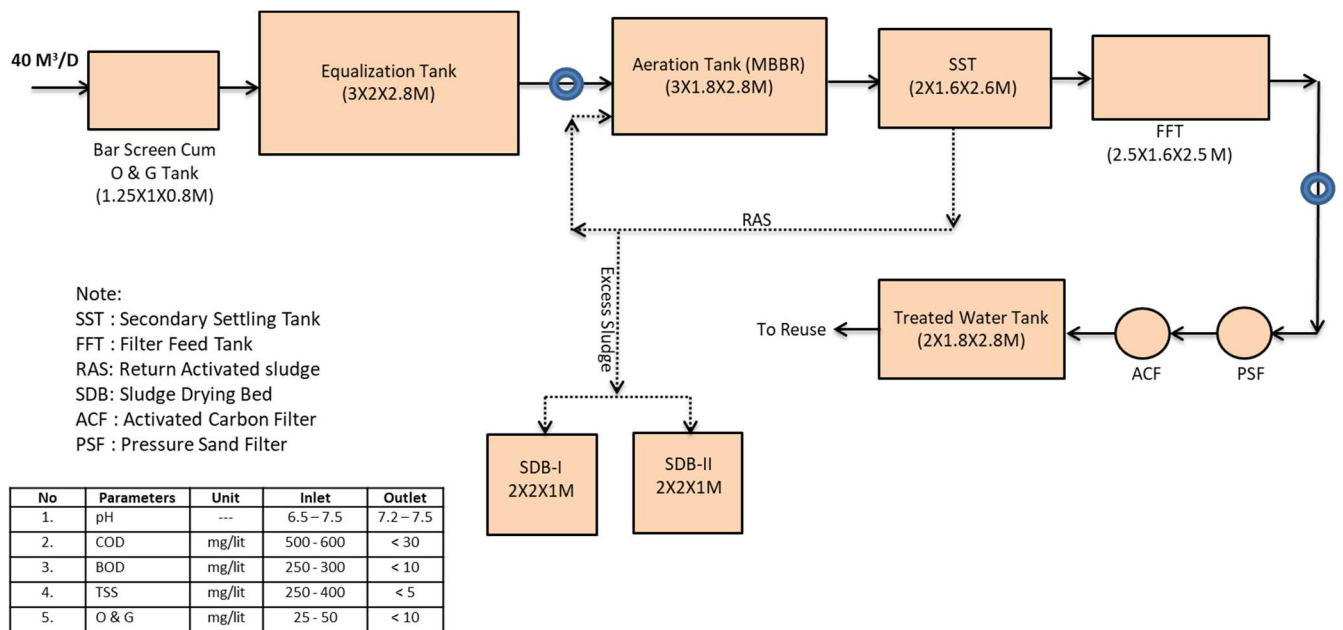 40 M³/D
Bar Screen Cum
O & G Tank
(1.25X1X0.8M)
Equalization Tank
(3X2X2.8M)
Aeration Tank (MBBR)
(3X1.8X2.8M)
SST
(2X1.6X2.6M)
FFT
(2.5X1.6X2.5 M)
RAS
Excess Sludge
To Reuse
Treated Water Tank
(2X1.8X2.8M)
ACF
PSF
SDB-I
2X2X1M
SDB-II
2X2X1M
Note:
SST : Secondary Settling Tank
FFT : Filter Feed Tank
RAS: Return Activated sludge
SDB: Sludge Drying Bed
ACF : Activated Carbon Filter
PSF : Pressure Sand Filter
No Parameters Unit Inlet Outlet
1. pH --- 6.5 – 7.5 7.2 – 7.5
2. COD mg/lit 500 - 600 < 30
3. BOD mg/lit 250 - 300 < 10
4. TSS mg/lit 250 - 400 < 5
5. O & G mg/lit 25 - 50 < 10